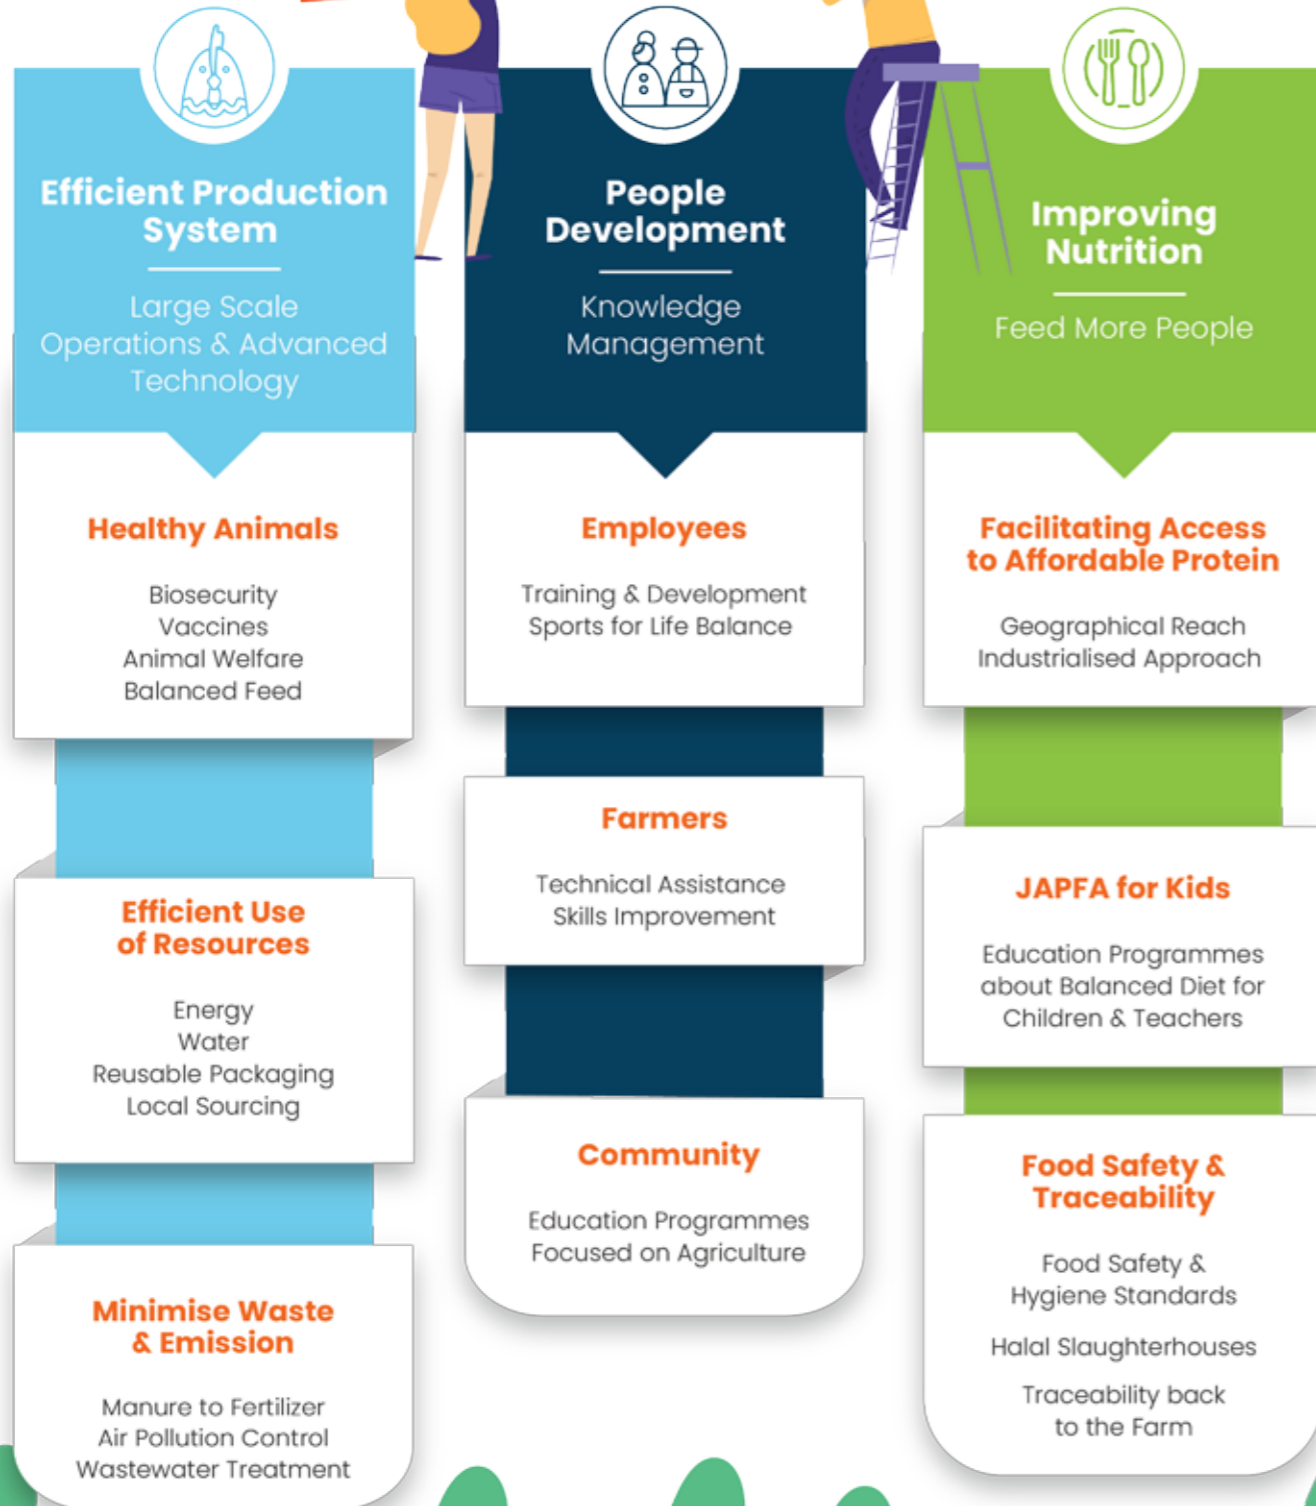 Efficient Production
System
Large Scale
Operations & Advanced
Technology
Healthy Animals
Biosecurity
Vaccines
Animal Welfare
Balanced Feed
Efficient Use
of Resources
Energy
Water
Reusable Packaging
Local Sourcing
Minimise Waste
& Emission
Manure to Fertilizer
Air Pollution Control
Wastewater Treatment
People
Development
Knowledge
Management
Employees
Training & Development
Sports for Life Balance
Farmers
Technical Assistance
Skills Improvement
Community
Education Programmes
Focused on Agriculture
Improving
Nutrition
Feed More People
Facilitating Access
to Affordable Protein
Geographical Reach
Industrialised Approach
JAPFA for Kids
Education Programmes
about Balanced Diet for
Children & Teachers
Food Safety &
Traceability
Food Safety &
Hygiene Standards
Halal Slaughterhouses
Traceability back
to the Farm